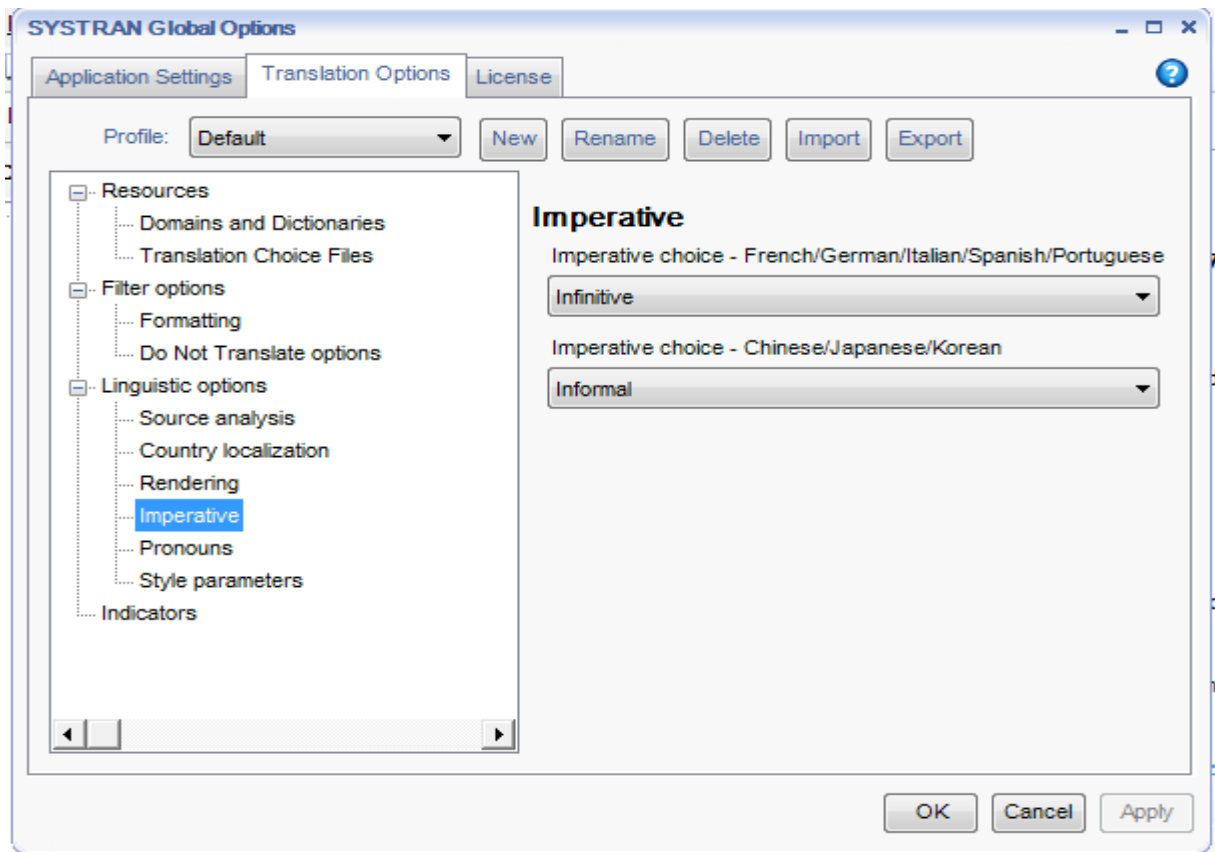 SYSTRAN Global Options
Application Settings
Translation Options
License
Profile:
Default
New
Rename
Delete
Import
Export
Resources
Domains and Dictionaries
Translation Choice Files
Filter options
Formatting
Do Not Translate options
Linguistic options
Source analysis
Country localization
Rendering
Imperative
Pronouns
Style parameters
Indicators
Imperative
Imperative choice - French/German/Italian/Spanish/Portuguese
Infinitive
Imperative choice - Chinese/Japanese/Korean
Informal
OK
Cancel
Apply